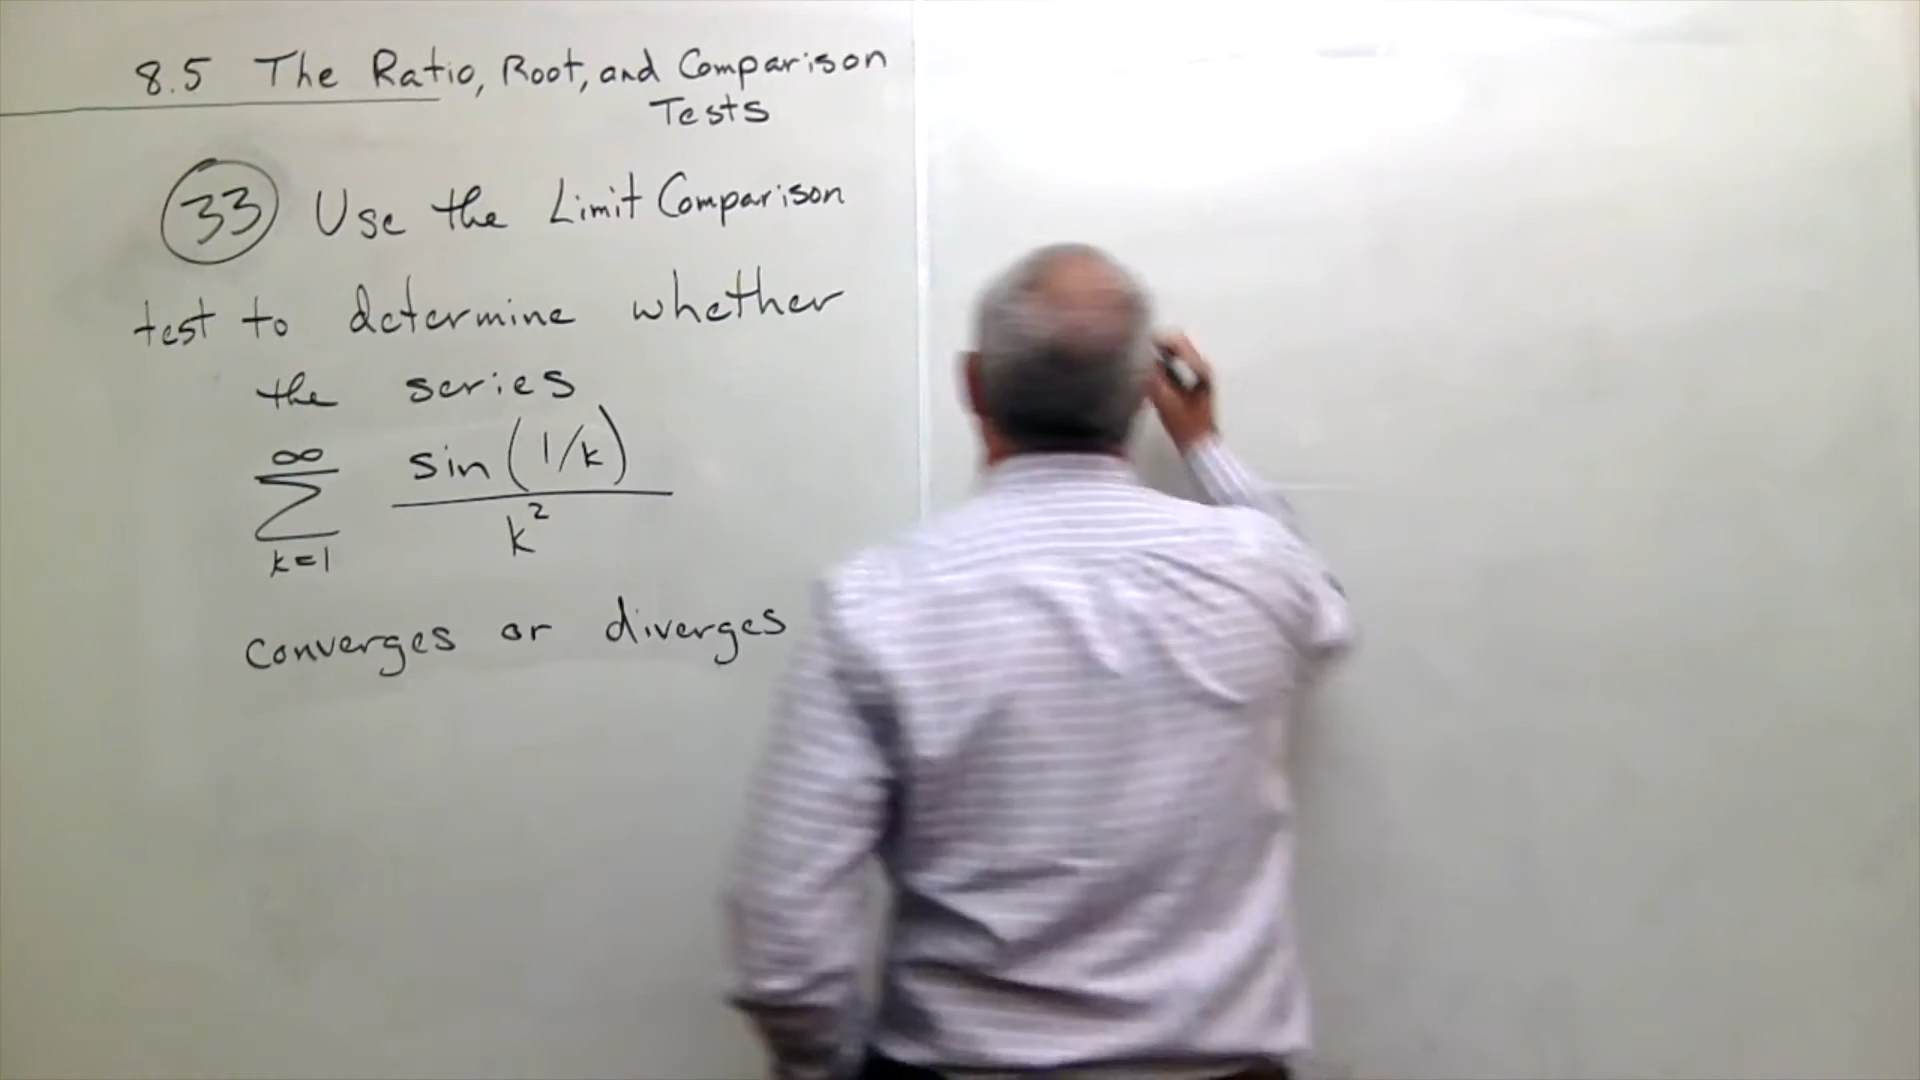 8.5 The Ratio, Root, and Comparison
Tests
33 Use the Limit Comparison
test to determine whether
the series
∞
∑ sin(1/k) / k²
k=1
converges or diverges